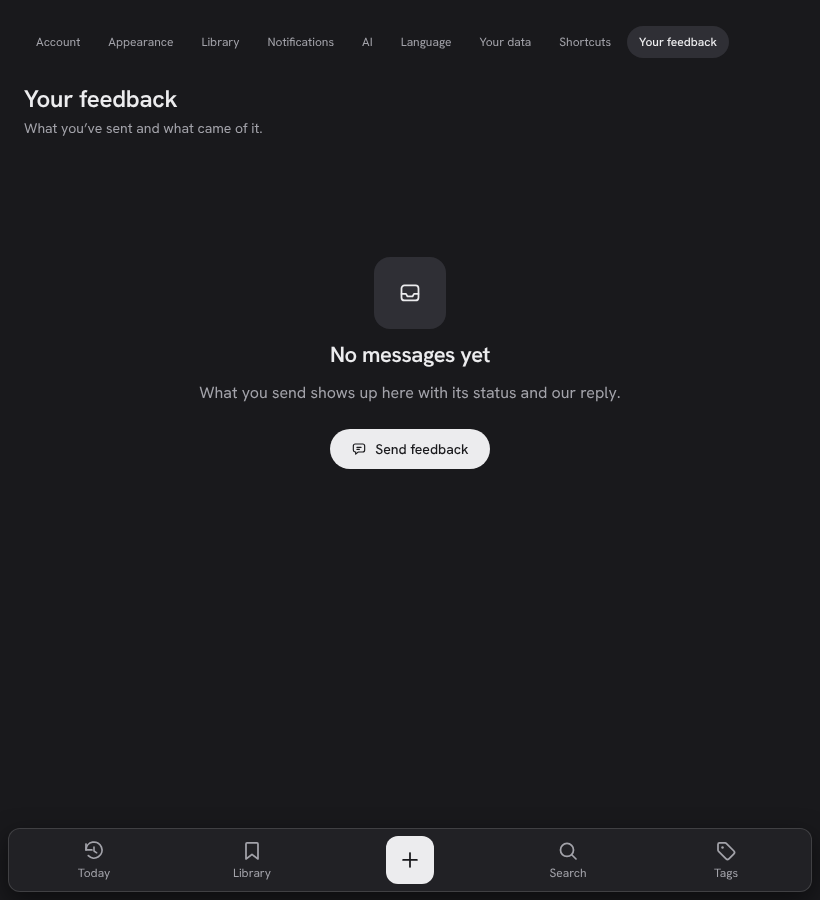 Account Appearance Library Notifications AI Language Your data Shortcuts Your feedback
Your feedback
What you’ve sent and what came of it.
No messages yet
What you send shows up here with its status and our reply.
Send feedback
Today Library Search Tags